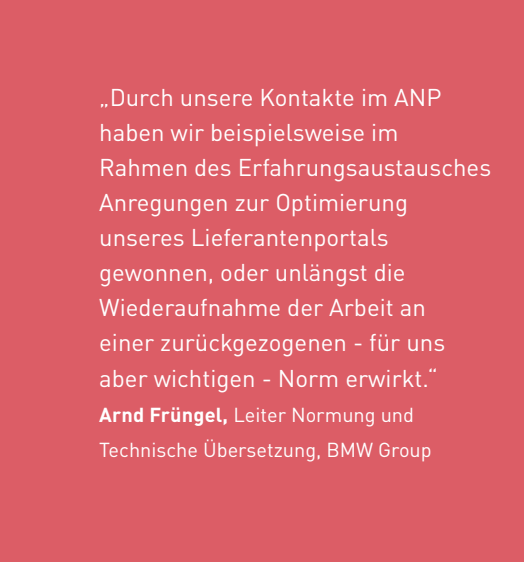 „Durch unsere Kontakte im ANP
haben wir beispielsweise im
Rahmen des Erfahrungsaustausches
Anregungen zur Optimierung
unseres Lieferantenportals
gewonnen, oder unlängst die
Wiederaufnahme der Arbeit an
einer zurückgezogenen - für uns
aber wichtigen - Norm erwirkt.“
Arnd Früngel, Leiter Normung und
Technische Übersetzung, BMW Group